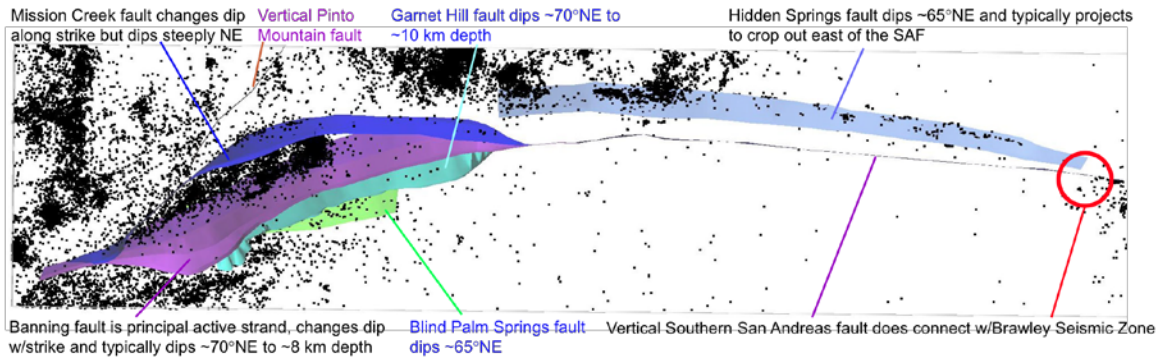 Mission Creek fault changes dip
along strike but dips steeply NE
Vertical Pinto
Mountain fault
Garnet Hill fault dips ~70°NE to
~10 km depth
Hidden Springs fault dips ~65°NE and typically projects
to crop out east of the SAF
Banning fault is principal active strand, changes dip
w/strike and typically dips ~70°NE to ~8 km depth
Blind Palm Springs fault
dips ~65°NE
Vertical Southern San Andreas fault does connect w/Brawley Seismic Zone